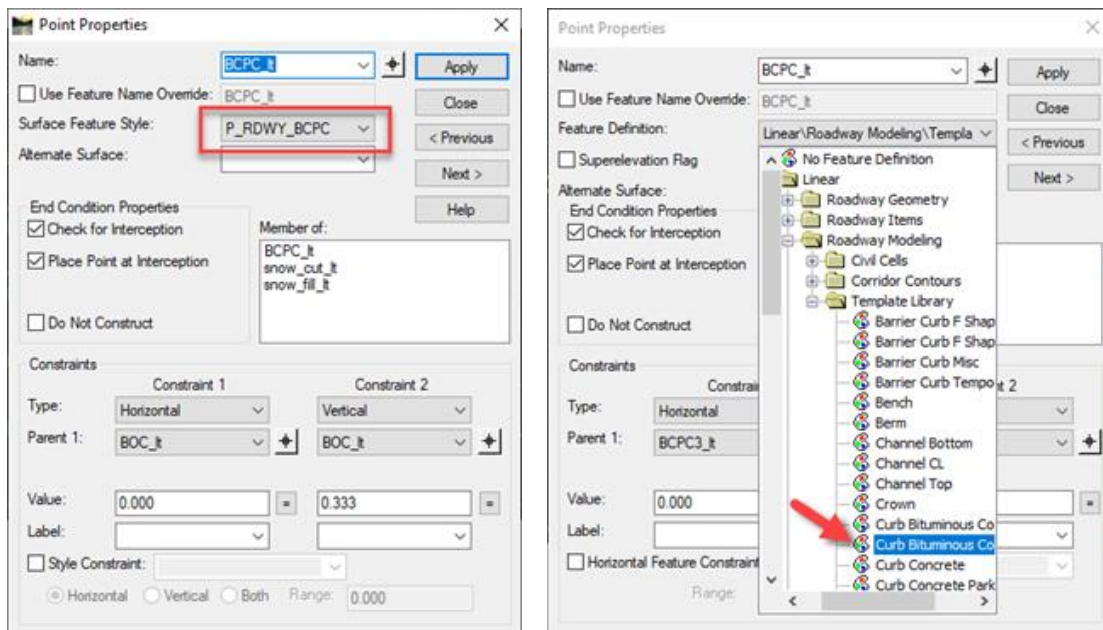 Point Properties
Name:
BCPC_lt
Apply
Use Feature Name Override:
BCPC_lt
Close
Surface Feature Style:
P_RDWY_BCPC
< Previous
Alternate Surface:
Next >
End Condition Properties
Help
Check for Interception
Member of:
Place Point at Interception
BCPC_lt
snow_cut_lt
snow_fill_lt
Do Not Construct
Constraints
Constraint 1
Constraint 2
Type:
Horizontal
Vertical
Parent 1:
BOC_lt
BOC_lt
Value:
0.000
=
0.333
=
Label:
Style Constraint:
Horizontal
Vertical
Both
Range:
0.000
Point Properties
Name:
BCPC_lt
Apply
Use Feature Name Override:
BCPC_lt
Close
Feature Definition:
Linear\Roadway Modeling\Templa
< Previous
Superelevation Flag
Next >
Alternate Surface:
End Condition Properties
Check for Interception
Place Point at Interception
Do Not Construct
No Feature Definition
Linear
Roadway Geometry
Roadway Items
Roadway Modeling
Civil Cells
Corridor Contours
Template Library
Barrier Curb F Shap
Barrier Curb F Shap
Barrier Curb Misc
Barrier Curb Tempo
Bench
Berm
Channel Bottom
Channel CL
Channel Top
Crown
Curb Bituminous Co
Curb Bituminous Co
Curb Concrete
Curb Concrete Park
Constraints
Constrai
t 2
Type:
Horizontal
Parent 1:
BCPC3_lt
Value:
0.000
=
Label:
Horizontal Feature Constraint
Range: